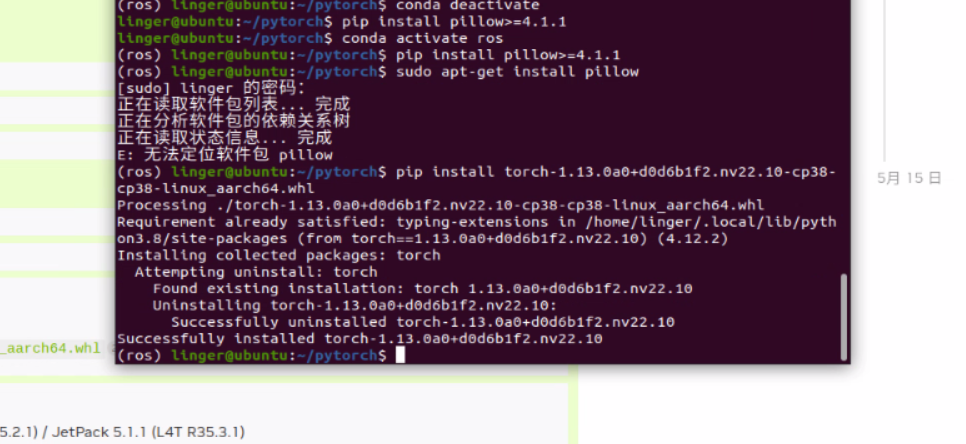 (ros) linger@ubuntu:~/pytorch$ conda deactivate
linger@ubuntu:~/pytorch$ pip install pillow>=4.1.1
linger@ubuntu:~/pytorch$ conda activate ros
(ros) linger@ubuntu:~/pytorch$ pip install pillow>=4.1.1
(ros) linger@ubuntu:~/pytorch$ sudo apt-get install pillow
[sudo] linger 的密码:
正在读取软件包列表... 完成
正在分析软件包的依赖关系树
正在读取状态信息... 完成
E: 无法定位软件包 pillow
(ros) linger@ubuntu:~/pytorch$ pip install torch-1.13.0a0+d0d6b1f2.nv22.10-cp38-
cp38-linux_aarch64.whl
Processing ./torch-1.13.0a0+d0d6b1f2.nv22.10-cp38-cp38-linux_aarch64.whl
Requirement already satisfied: typing-extensions in /home/linger/.local/lib/pyth
on3.8/site-packages (from torch==1.13.0a0+d0d6b1f2.nv22.10) (4.12.2)
Installing collected packages: torch
Attempting uninstall: torch
Found existing installation: torch 1.13.0a0+d0d6b1f2.nv22.10
Uninstalling torch-1.13.0a0+d0d6b1f2.nv22.10:
Successfully uninstalled torch-1.13.0a0+d0d6b1f2.nv22.10
Successfully installed torch-1.13.0a0+d0d6b1f2.nv22.10
(ros) linger@ubuntu:~/pytorch$
5月 15 日
_aarch64.whl
5.2.1) / JetPack 5.1.1 (L4T R35.3.1)